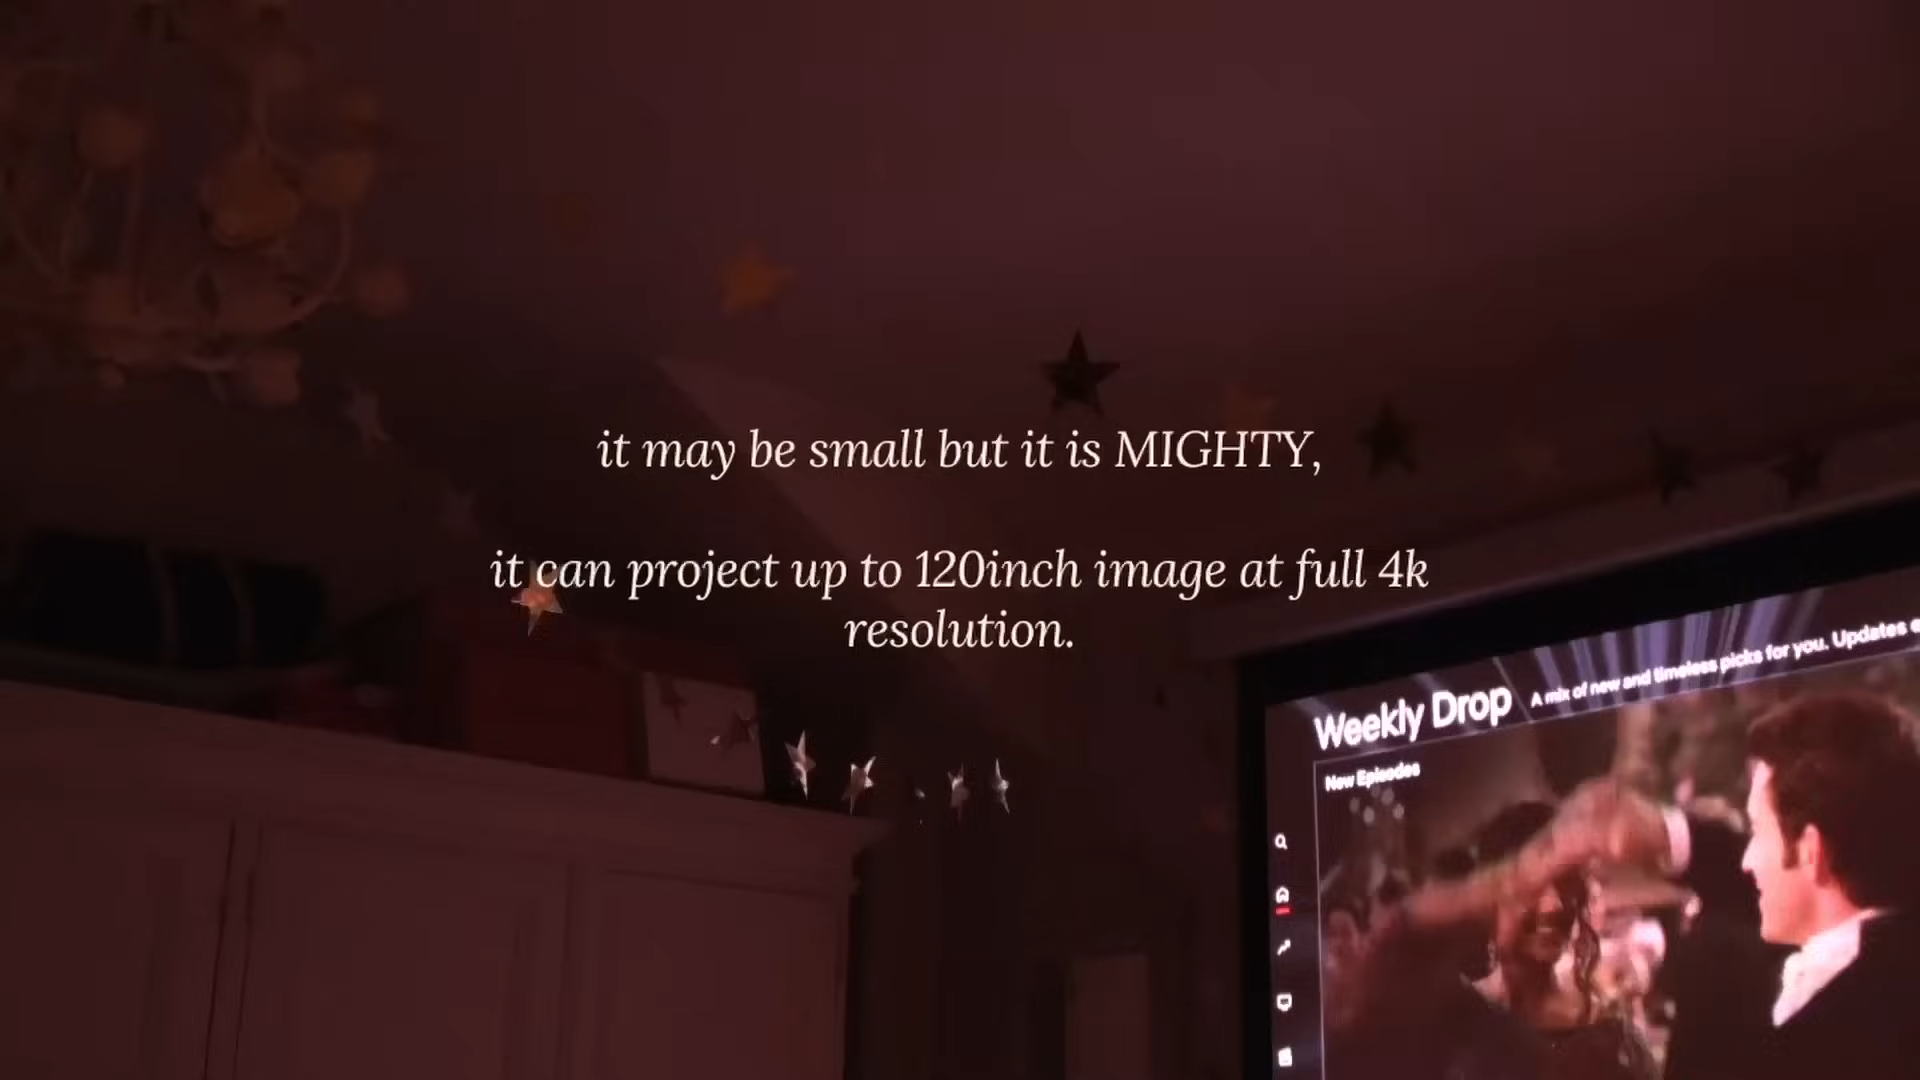 it may be small but it is MIGHTY,
it can project up to 120inch image at full 4k
resolution.
Weekly Drop
A mix of new and timeless picks for you. Updates
New Episodes